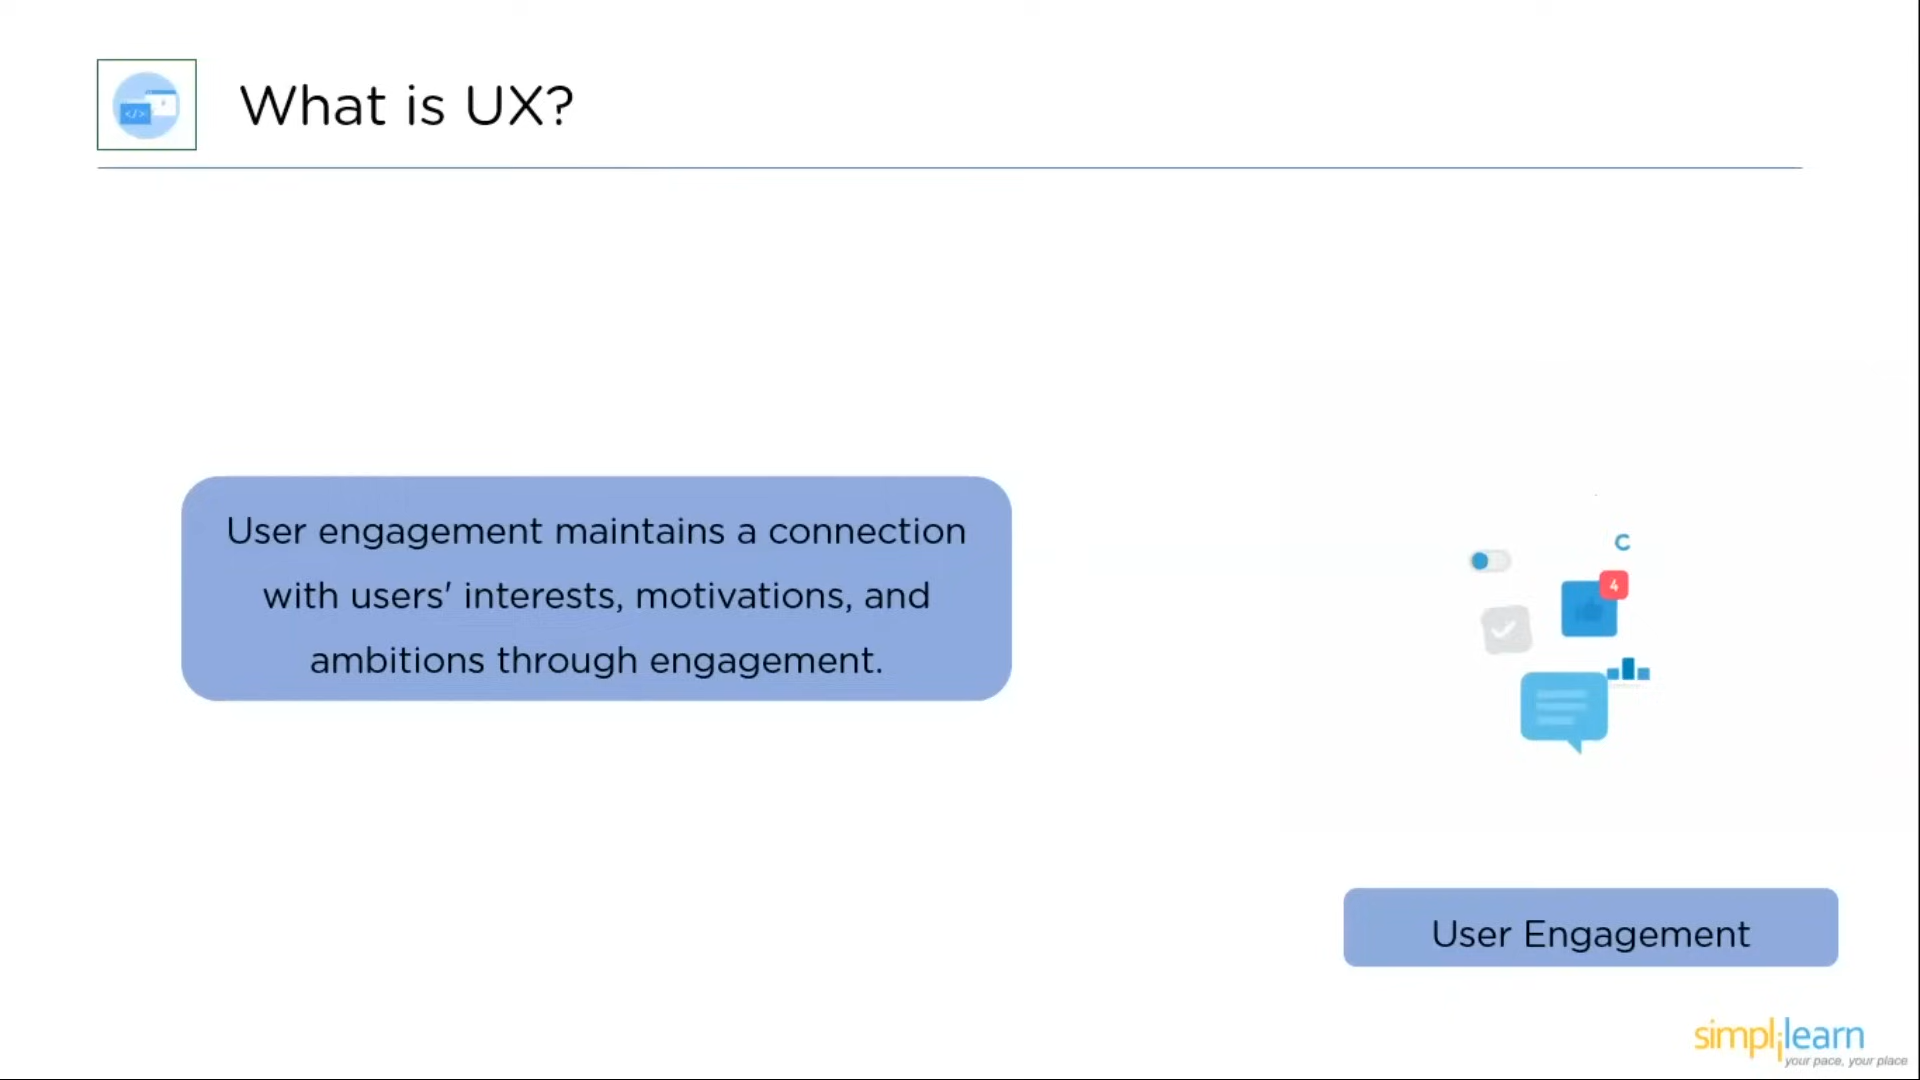 What is UX?
User engagement maintains a connection
with users' interests, motivations, and
ambitions through engagement.
C
4
User Engagement
simplilearn
your pace, your place